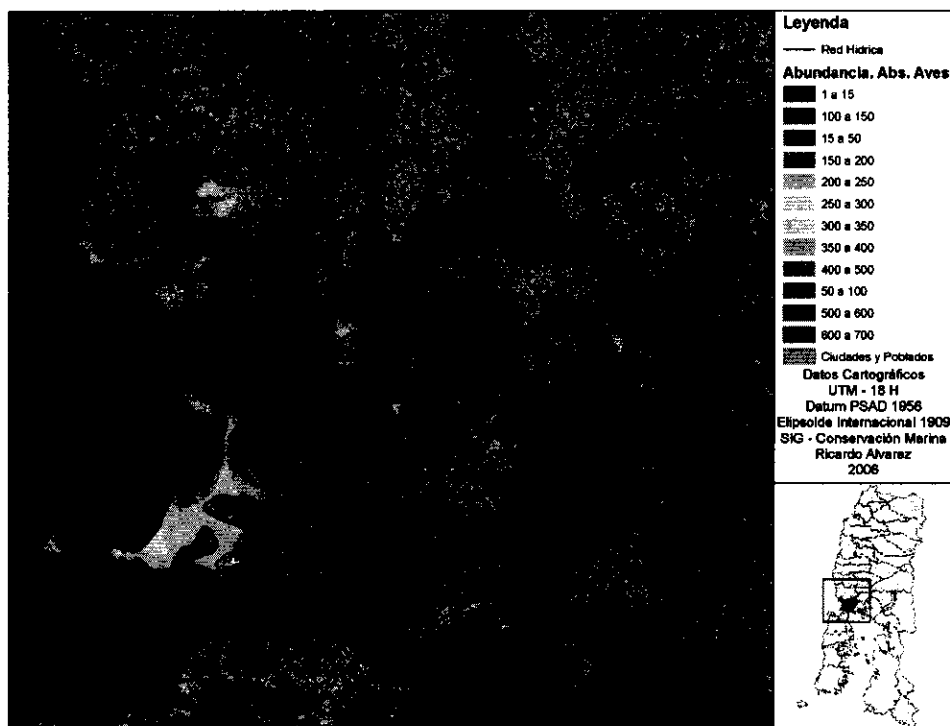 Leyenda
Red Hídrica
Abundancia, Abs. Aves
1 a 15
100 a 150
15 a 50
150 a 200
200 a 250
250 a 300
300 a 350
350 a 400
400 a 500
50 a 100
500 a 600
600 a 700
Ciudades y Poblados
Datos Cartográficos
UTM - 18 H
Datum PSAD 1956
Elipsoide Internacional 1909
SIG - Conservación Marina
Ricardo Alvarez
2006